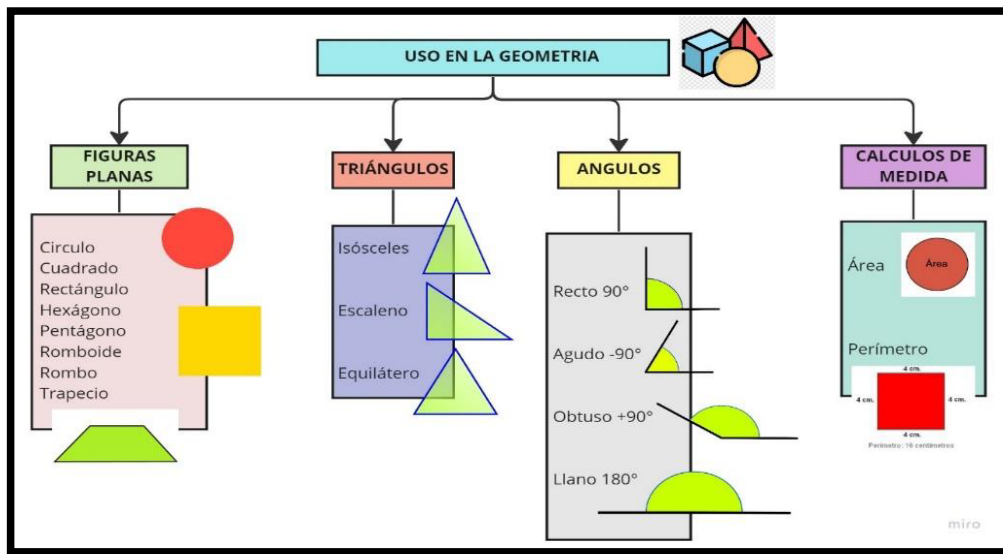 USO EN LA GEOMETRIA
FIGURAS
PLANAS
Circulo
Cuadrado
Rectángulo
Hexágono
Pentágono
Romboide
Rombo
Trapecio
TRIÁNGULOS
Isósceles
Escaleno
Equilátero
ANGULOS
Recto 90°
Agudo -90°
Obtuso +90°
Llano 180°
CALCULOS DE
MEDIDA
Área
Área
Perímetro
4 cm.
4 cm.
4 cm.
4 cm.
Perímetro: 16 centímetros
miro